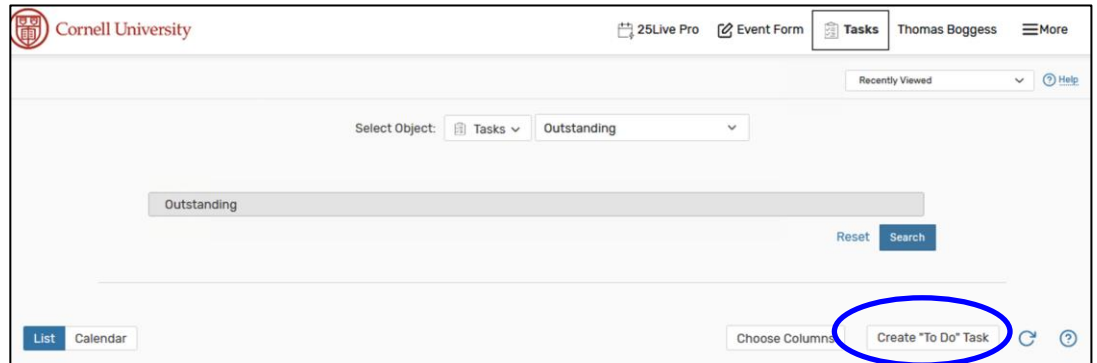 Cornell University 25Live Pro Event Form Tasks Thomas Boggess More
Recently Viewed Help
Select Object: Tasks Outstanding
Outstanding
Reset Search
List Calendar Choose Columns Create "To Do" Task